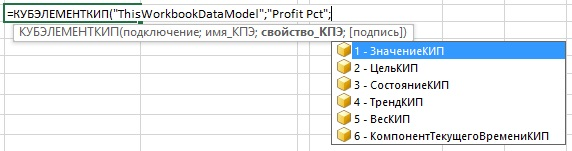 =КУБЭЛЕМЕНТКИП("ThisWorkbookDataModel";"Profit Pct";
КУБЭЛЕМЕНТКИП(подключение; имя_КПЭ; свойство_КПЭ; [подпись])
1 - ЗначениеКИП
2 - ЦельКИП
3 - СостояниеКИП
4 - ТрендКИП
5 - ВесКИП
6 - КомпонентТекущегоВремениКИП